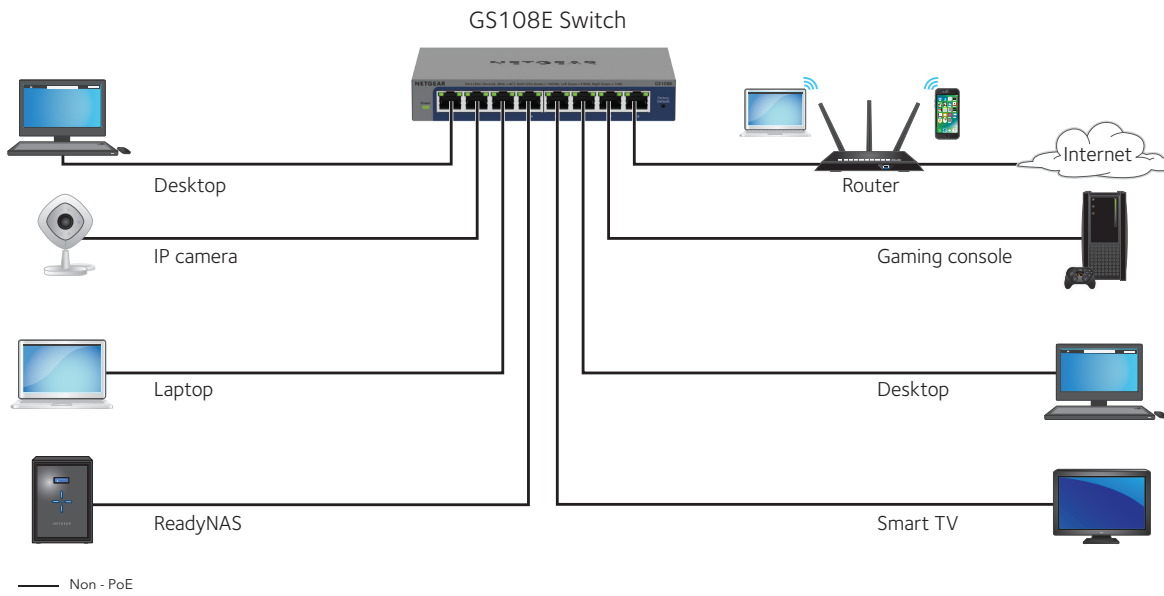 GS108E Switch
NETGEAR
GS108E
Desktop
Router
Internet
IP camera
Gaming console
Laptop
Desktop
ReadyNAS
Smart TV
Non - PoE